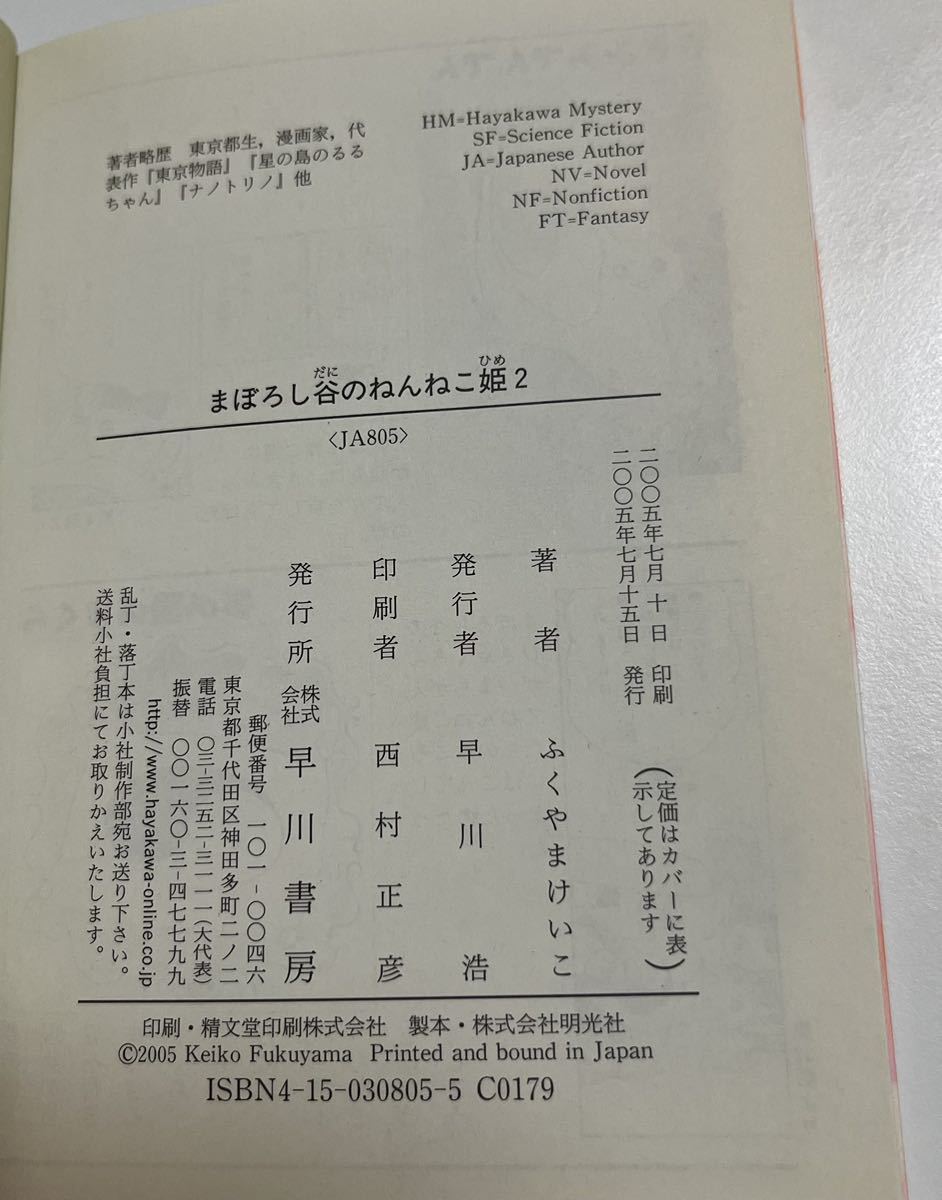 著者略歴　東京都生，漫画家，代
表作『東京物語』『星の島のるる
ちゃん』『ナノトリノ』他
HM=Hayakawa Mystery
SF=Science Fiction
JA=Japanese Author
NV=Novel
NF=Nonfiction
FT=Fantasy
だに　ひめ
まぼろし谷のねんねこ姫2
〈JA805〉
二〇〇五年七月　十　日　印刷
二〇〇五年七月十五日　発行
（定価はカバーに表
示してあります）
著　者　ふくやまけいこ
発行者　早川　浩
印刷者　西村正彦
発行所　株式会社　早川書房
郵便番号　一〇一-〇〇四六
東京都千代田区神田多町二ノ二
電話　〇三-三二五二-三一一一（大代表）
振替　〇〇一六〇-三-四七七九九
http://www.hayakawa-online.co.jp
乱丁・落丁本は小社制作部宛お送り下さい。
送料小社負担にてお取りかえいたします。
印刷・精文堂印刷株式会社　製本・株式会社明光社
©2005 Keiko Fukuyama Printed and bound in Japan
ISBN4-15-030805-5 C0179